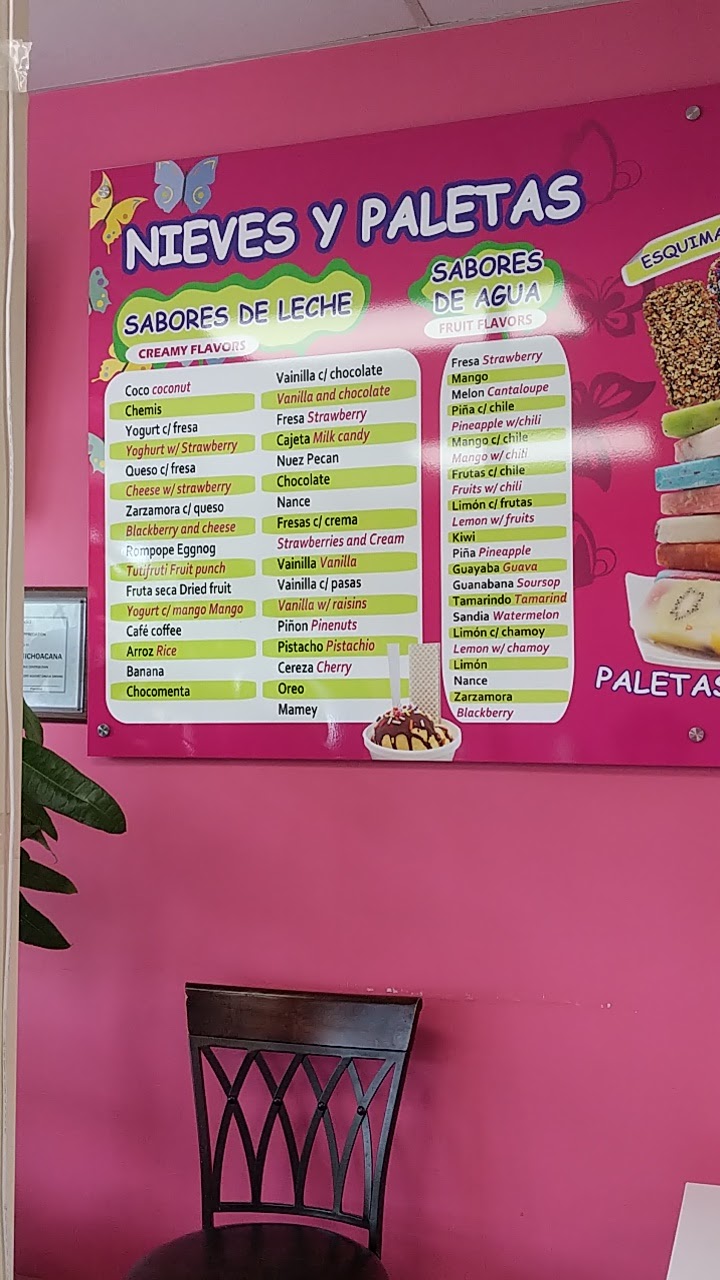 NIEVES Y PALETAS
SABORES DE LECHE
CREAMY FLAVORS
Coco coconut
Chemis
Yogurt c/ fresa
Yoghurt w/ Strawberry
Queso c/ fresa
Cheese w/ strawberry
Zarzamora c/ queso
Blackberry and cheese
Rompope Eggnog
Tutifruti Fruit punch
Fruta seca Dried fruit
Yogurt c/ mango Mango
Café coffee
Arroz Rice
Banana
Chocomenta
Vainilla c/ chocolate
Vanilla and chocolate
Fresa Strawberry
Cajeta Milk candy
Nuez Pecan
Chocolate
Nance
Fresas c/ crema
Strawberries and Cream
Vainilla Vanilla
Vainilla c/ pasas
Vanilla w/ raisins
Piñon Pinenuts
Pistacho Pistachio
Cereza Cherry
Oreo
Mamey
SABORES
DE AGUA
FRUIT FLAVORS
Fresa Strawberry
Mango
Melon Cantaloupe
Piña c/ chile
Pineapple w/chili
Mango c/ chile
Mango w/ chili
Frutas c/ chile
Fruits w/ chili
Limón c/ frutas
Lemon w/ fruits
Kiwi
Piña Pineapple
Guayaba Guava
Guanabana Soursop
Tamarindo Tamarind
Sandia Watermelon
Limón c/ chamoy
Lemon w/ chamoy
Limón
Nance
Zarzamora
Blackberry
ESQUIMA
PALETAS
ICHOACANA